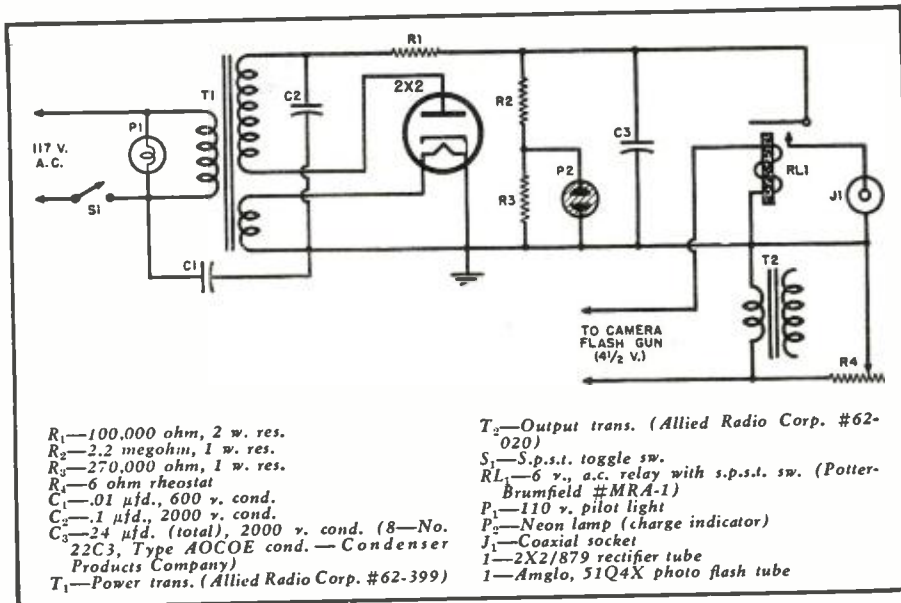 R1
2X2
T1
C2
P1
117 V.
A.C.
S1
C1
R2
R3
P2
C3
RL1
J1
T2
TO CAMERA
FLASH GUN
(4½ V.)
R4
R₁—100,000 ohm, 2 w. res.
R₂—2.2 megohm, 1 w. res.
R₃—270,000 ohm, 1 w. res.
R₄—6 ohm rheostat
C₁—.01 µfd., 600 v. cond.
C₂—.1 µfd., 2000 v. cond.
C₃—24 µfd. (total), 2000 v. cond. (8—No.
22C3, Type AOCOE cond. — Condenser
Products Company)
T₁—Power trans. (Allied Radio Corp. #62-399)
T₂—Output trans. (Allied Radio Corp. #62-
020)
S₁—S.p.s.t. toggle sw.
RL₁—6 v., a.c. relay with s.p.s.t. sw. (Potter-
Brumfield #MRA-1)
P₁—110 v. pilot light
P₂—Neon lamp (charge indicator)
J₁—Coaxial socket
1—2X2/879 rectifier tube
1—Amglo, 51Q4X photo flash tube